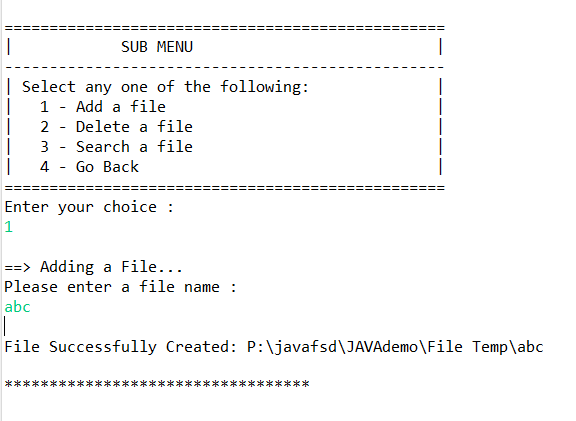 =================================================
|            SUB MENU                           |
-------------------------------------------------
| Select any one of the following:              |
|   1 - Add a file                              |
|   2 - Delete a file                           |
|   3 - Search a file                           |
|   4 - Go Back                                 |
=================================================
Enter your choice :
1
==> Adding a File...
Please enter a file name :
abc
File Successfully Created: P:\javafsd\JAVAdemo\File Temp\abc
**********************************